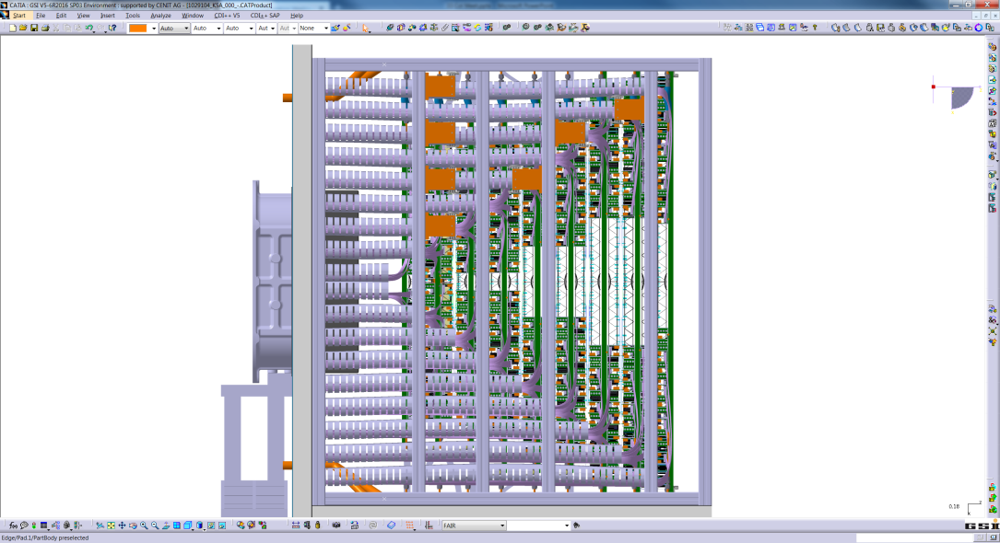 CATIA : GSI V5-6R2016 SP03 Environment : supported by CENIT AG - [1029104_KSA_000_-.CATProduct]
Start File Edit View Insert Tools Analyze Window CDI++ V5 CDI,+ SAP Help
Auto Auto Auto Aut Aut None
0.18
z
x
FAIR
GSI
Edge/Pad.1/PartBody preselected